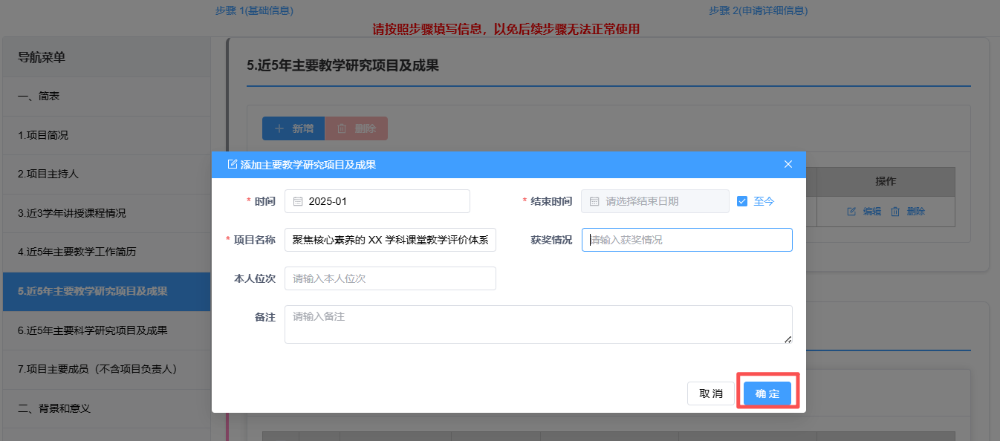 步骤 1(基础信息) 步骤 2(申请详细信息)
请按照步骤填写信息，以免后续步骤无法正常使用
导航菜单
一、简表
1.项目简况
2.项目主持人
3.近3学年讲授课程情况
4.近5年主要教学工作简历
5.近5年主要教学研究项目及成果
6.近5年主要科学研究项目及成果
7.项目主要成员（不含项目负责人）
二、背景和意义
5.近5年主要教学研究项目及成果
新增 删除
操作
编辑 删除
添加主要教学研究项目及成果
* 时间 2025-01 * 结束时间 请选择结束日期 至今
* 项目名称 聚焦核心素养的 XX 学科课堂教学评价体系 获奖情况 请输入获奖情况
本人位次 请输入本人位次
备注 请输入备注
取 消 确 定